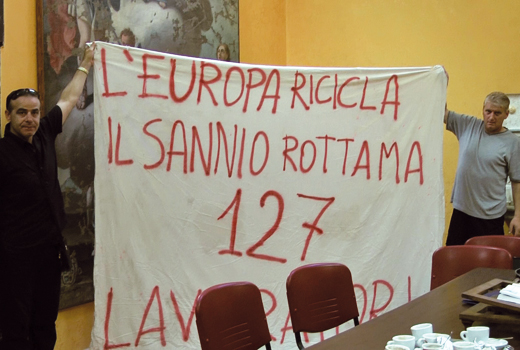 L'EUROPA RICICLA
IL SANNIO ROTTAMA
127
LAVORATORI